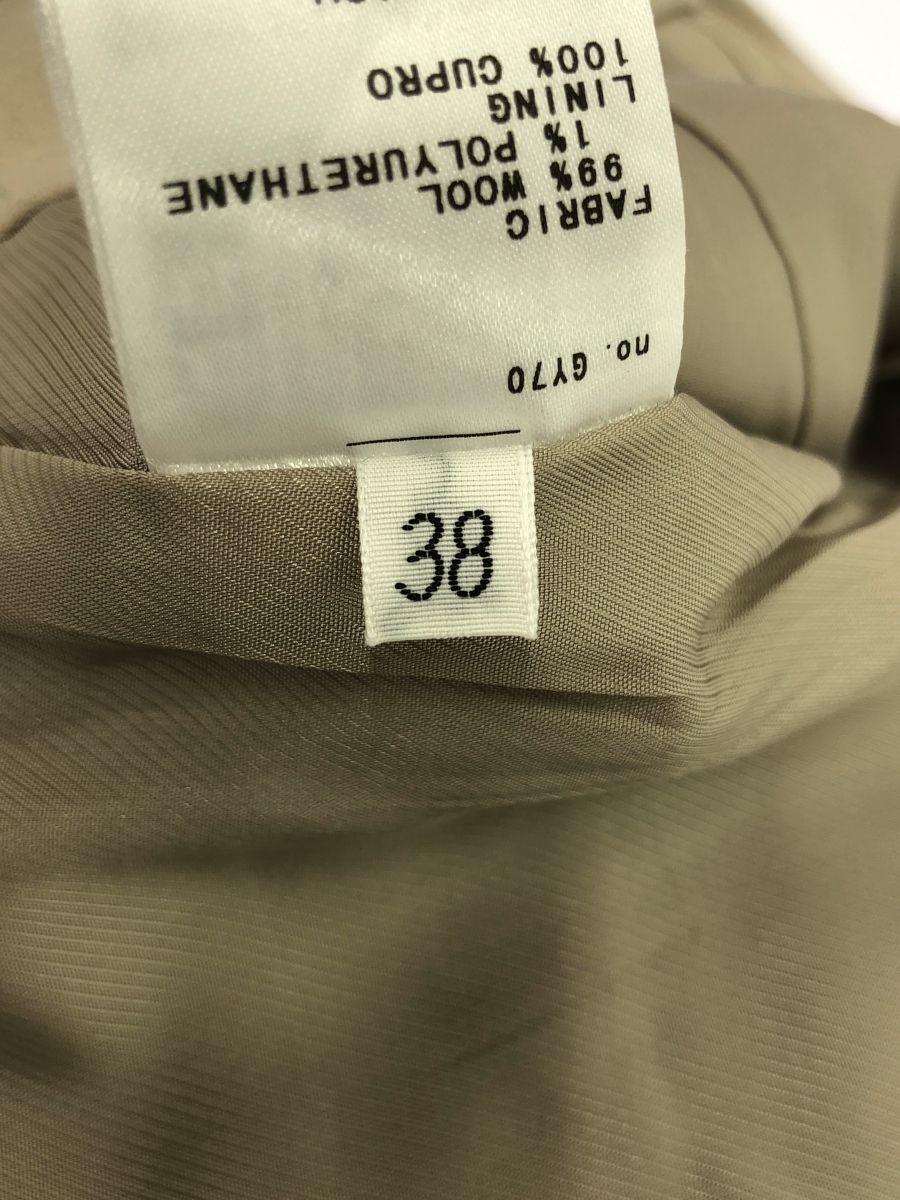 no. GY70
FABRIC
99% WOOL
1% POLYURETHANE
LINING
100% CUPRO
38